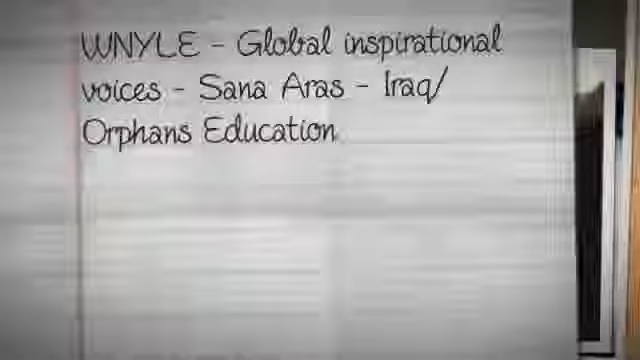 WNYLE - Global inspirational
voices - Sana Aras - Iraq/
Orphans Education